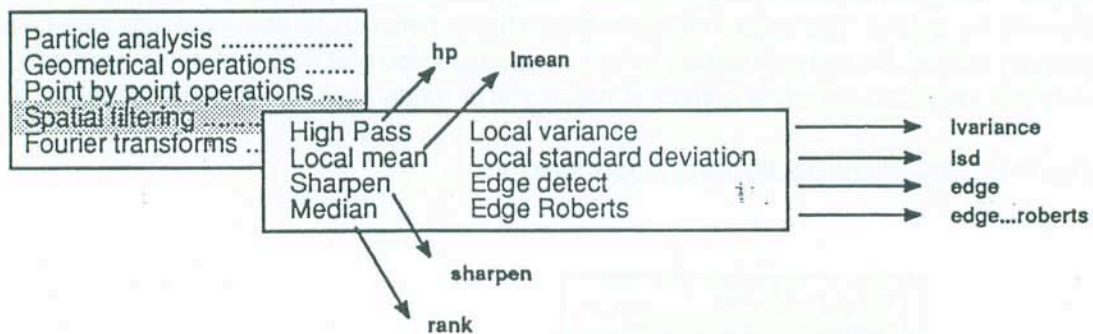 Particle analysis ...................
Geometrical operations .......
Point by point operations ...
Spatial filtering ........
Fourier transforms ..
hp
lmean
High Pass
Local mean
Sharpen
Median
Local variance
Local standard deviation
Edge detect
Edge Roberts
lvariance
lsd
edge
edge...roberts
sharpen
rank